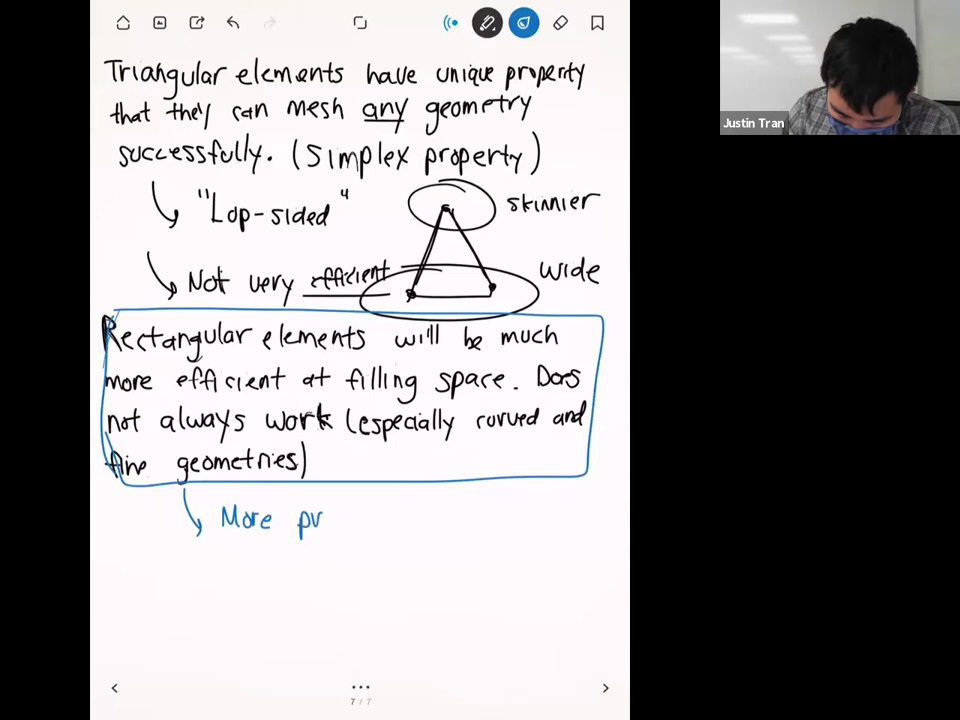 Triangular elements have unique property
that they can mesh any geometry
successfully. (Simplex property)
"Lop-sided"
skinnier
Not very efficient
wide
Rectangular elements will be much
more efficient at filling space. Does
not always work (especially curved and
fine geometries)
More pr
7 / 7
Justin Tran